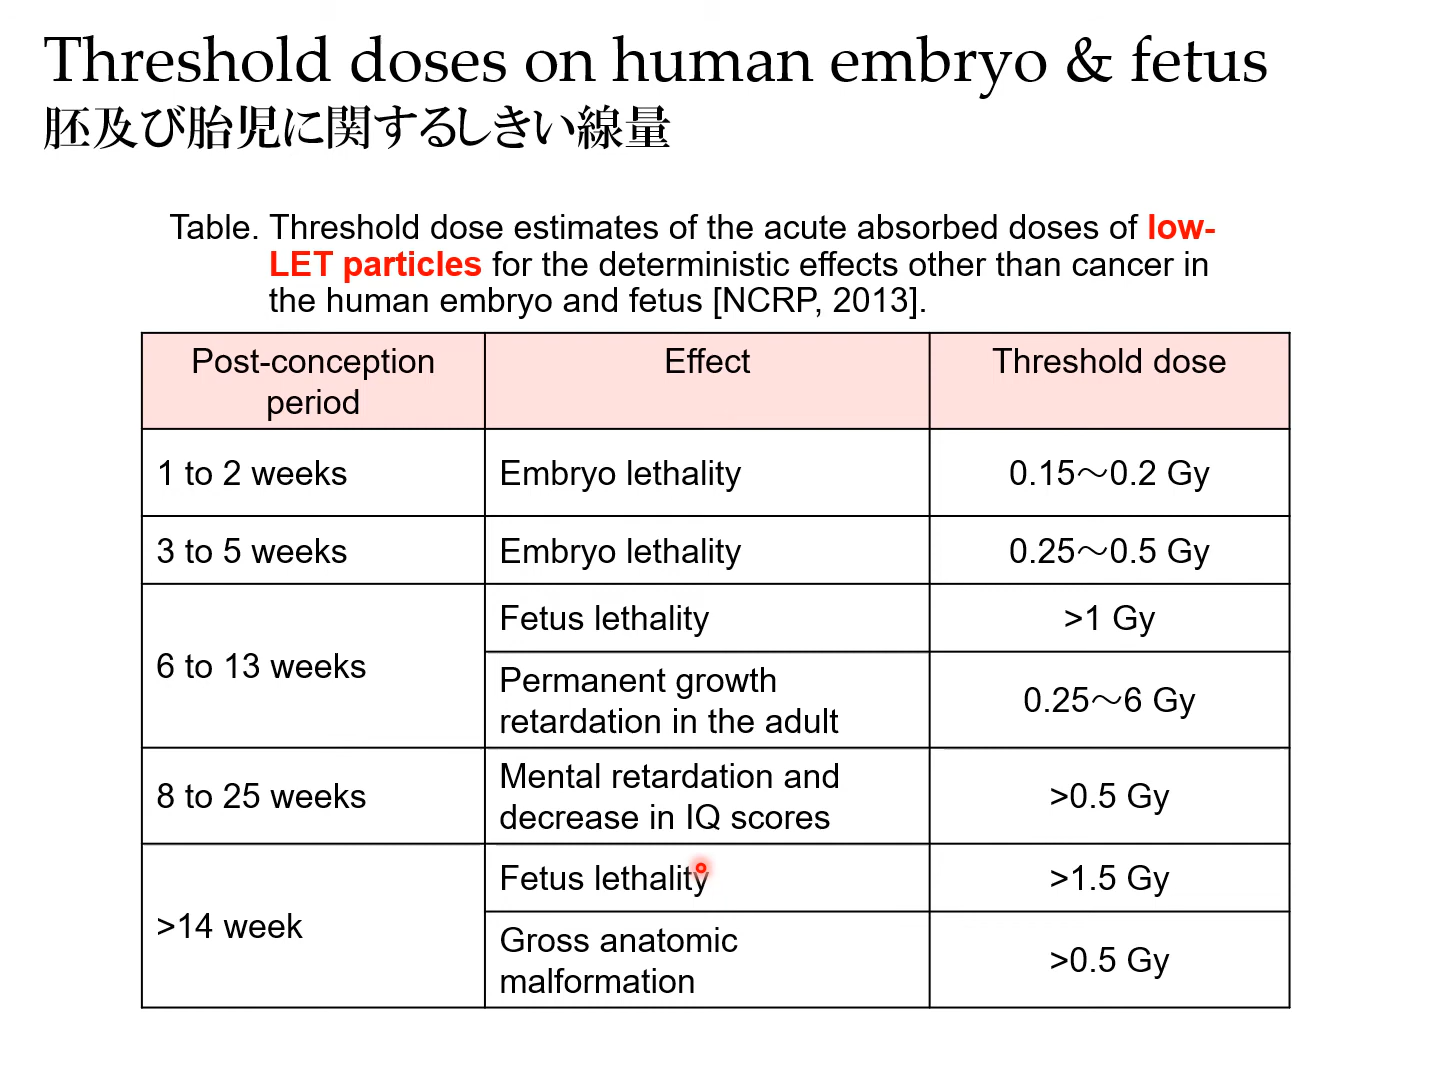 Threshold doses on human embryo & fetus
胚及び胎児に関するしきい線量
Table. Threshold dose estimates of the acute absorbed doses of low-
LET particles for the deterministic effects other than cancer in
the human embryo and fetus [NCRP, 2013].
Post-conception
period
Effect
Threshold dose
1 to 2 weeks
Embryo lethality
0.15～0.2 Gy
3 to 5 weeks
Embryo lethality
0.25～0.5 Gy
6 to 13 weeks
Fetus lethality
>1 Gy
Permanent growth
retardation in the adult
0.25～6 Gy
8 to 25 weeks
Mental retardation and
decrease in IQ scores
>0.5 Gy
>14 week
Fetus lethality
>1.5 Gy
Gross anatomic
malformation
>0.5 Gy